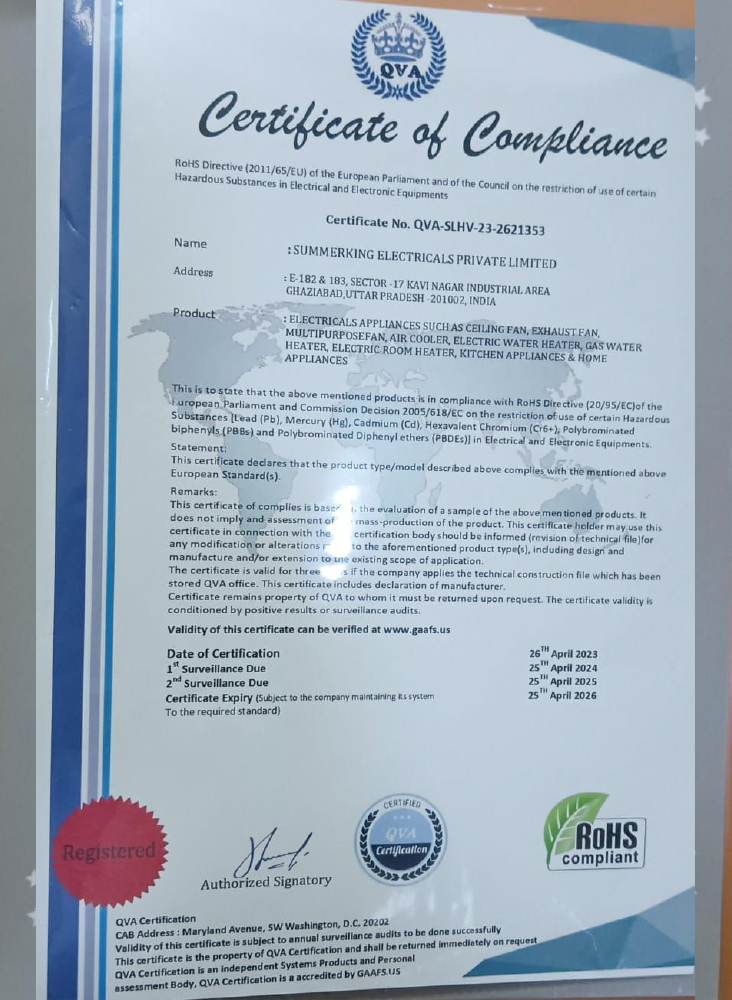 QVA
Certificate of Compliance
RoHS Directive (2011/65/EU) of the European Parliament and of the Council on the restriction of use of certain
Hazardous Substances in Electrical and Electronic Equipments
Certificate No. QVA-SLHV-23-2621353
Name : SUMMERKING ELECTRICALS PRIVATE LIMITED
Address : E-182 & 183, SECTOR -17 KAVI NAGAR INDUSTRIAL AREA
GHAZIABAD,UTTAR PRADESH -201002, INDIA
Product : ELECTRICALS APPLIANCES SUCH AS CEILING FAN, EXHAUST FAN,
MULTIPURPOSEFAN, AIR COOLER, ELECTRIC WATER HEATER, GAS WATER
HEATER, ELECTRIC ROOM HEATER, KITCHEN APPLIANCES & HOME
APPLIANCES
This is to state that the above mentioned products is in compliance with RoHS Directive (20/95/EC)of the
European Parliament and Commission Decision 2005/618/EC on the restriction of use of certain Hazardous
Substances [Lead (Pb), Mercury (Hg), Cadmium (Cd), Hexavalent Chromium (Cr6+), Polybrominated
biphenyls (PBBs) and Polybrominated Diphenyl ethers (PBDEs)] in Electrical and Electronic Equipments.
Statement:
This certificate declares that the product type/model described above complies with the mentioned above
European Standard(s).
Remarks:
This certificate of complies is based the evaluation of a sample of the above mentioned products. It
does not imply and assessment of mass-production of the product. This certificate holder may use this
certificate in connection with the certification body should be informed (revision of technical file)for
any modification or alterations to the aforementioned product type(s), including design and
manufacture and/or extension to the existing scope of application.
The certificate is valid for three if the company applies the technical construction file which has been
stored QVA office. This certificate includes declaration of manufacturer.
Certificate remains property of QVA to whom it must be returned upon request. The certificate validity is
conditioned by positive results or surveillance audits.
Validity of this certificate can be verified at www.gaafs.us
Date of Certification 26TH April 2023
1st Surveillance Due 25TH April 2024
2nd Surveillance Due 25TH April 2025
Certificate Expiry (Subject to the company maintaining its system 25TH April 2026
To the required standard)
Registered
Authorized Signatory
CERTIFIED
QVA
Certification
RoHS
compliant
QVA Certification
CAB Address : Maryland Avenue, SW Washington, D.C. 20202
Validity of this certificate is subject to annual surveillance audits to be done successfully
This certificate is the property of QVA Certification and shall be returned immediately on request
QVA Certification is an independent Systems Products and Personal
assessment Body, QVA Certification is a accredited by GAAFS.US